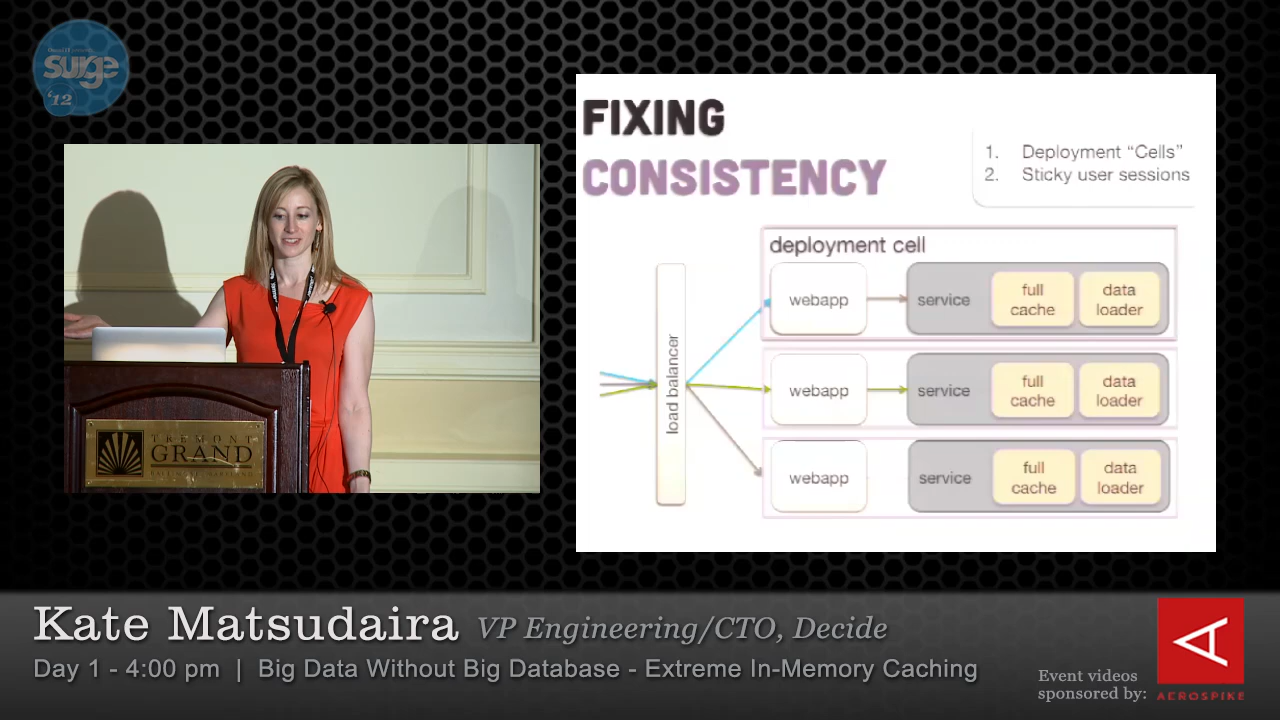 surge
'12
FIXING
CONSISTENCY
1. Deployment “Cells”
2. Sticky user sessions
deployment cell
load balancer
webapp
service
full
cache
data
loader
webapp
service
full
cache
data
loader
webapp
service
full
cache
data
loader
TREMONT
GRAND
Kate Matsudaira VP Engineering/CTO, Decide
Day 1 - 4:00 pm | Big Data Without Big Database - Extreme In-Memory Caching
Event videos
sponsored by:
AEROSPIKE